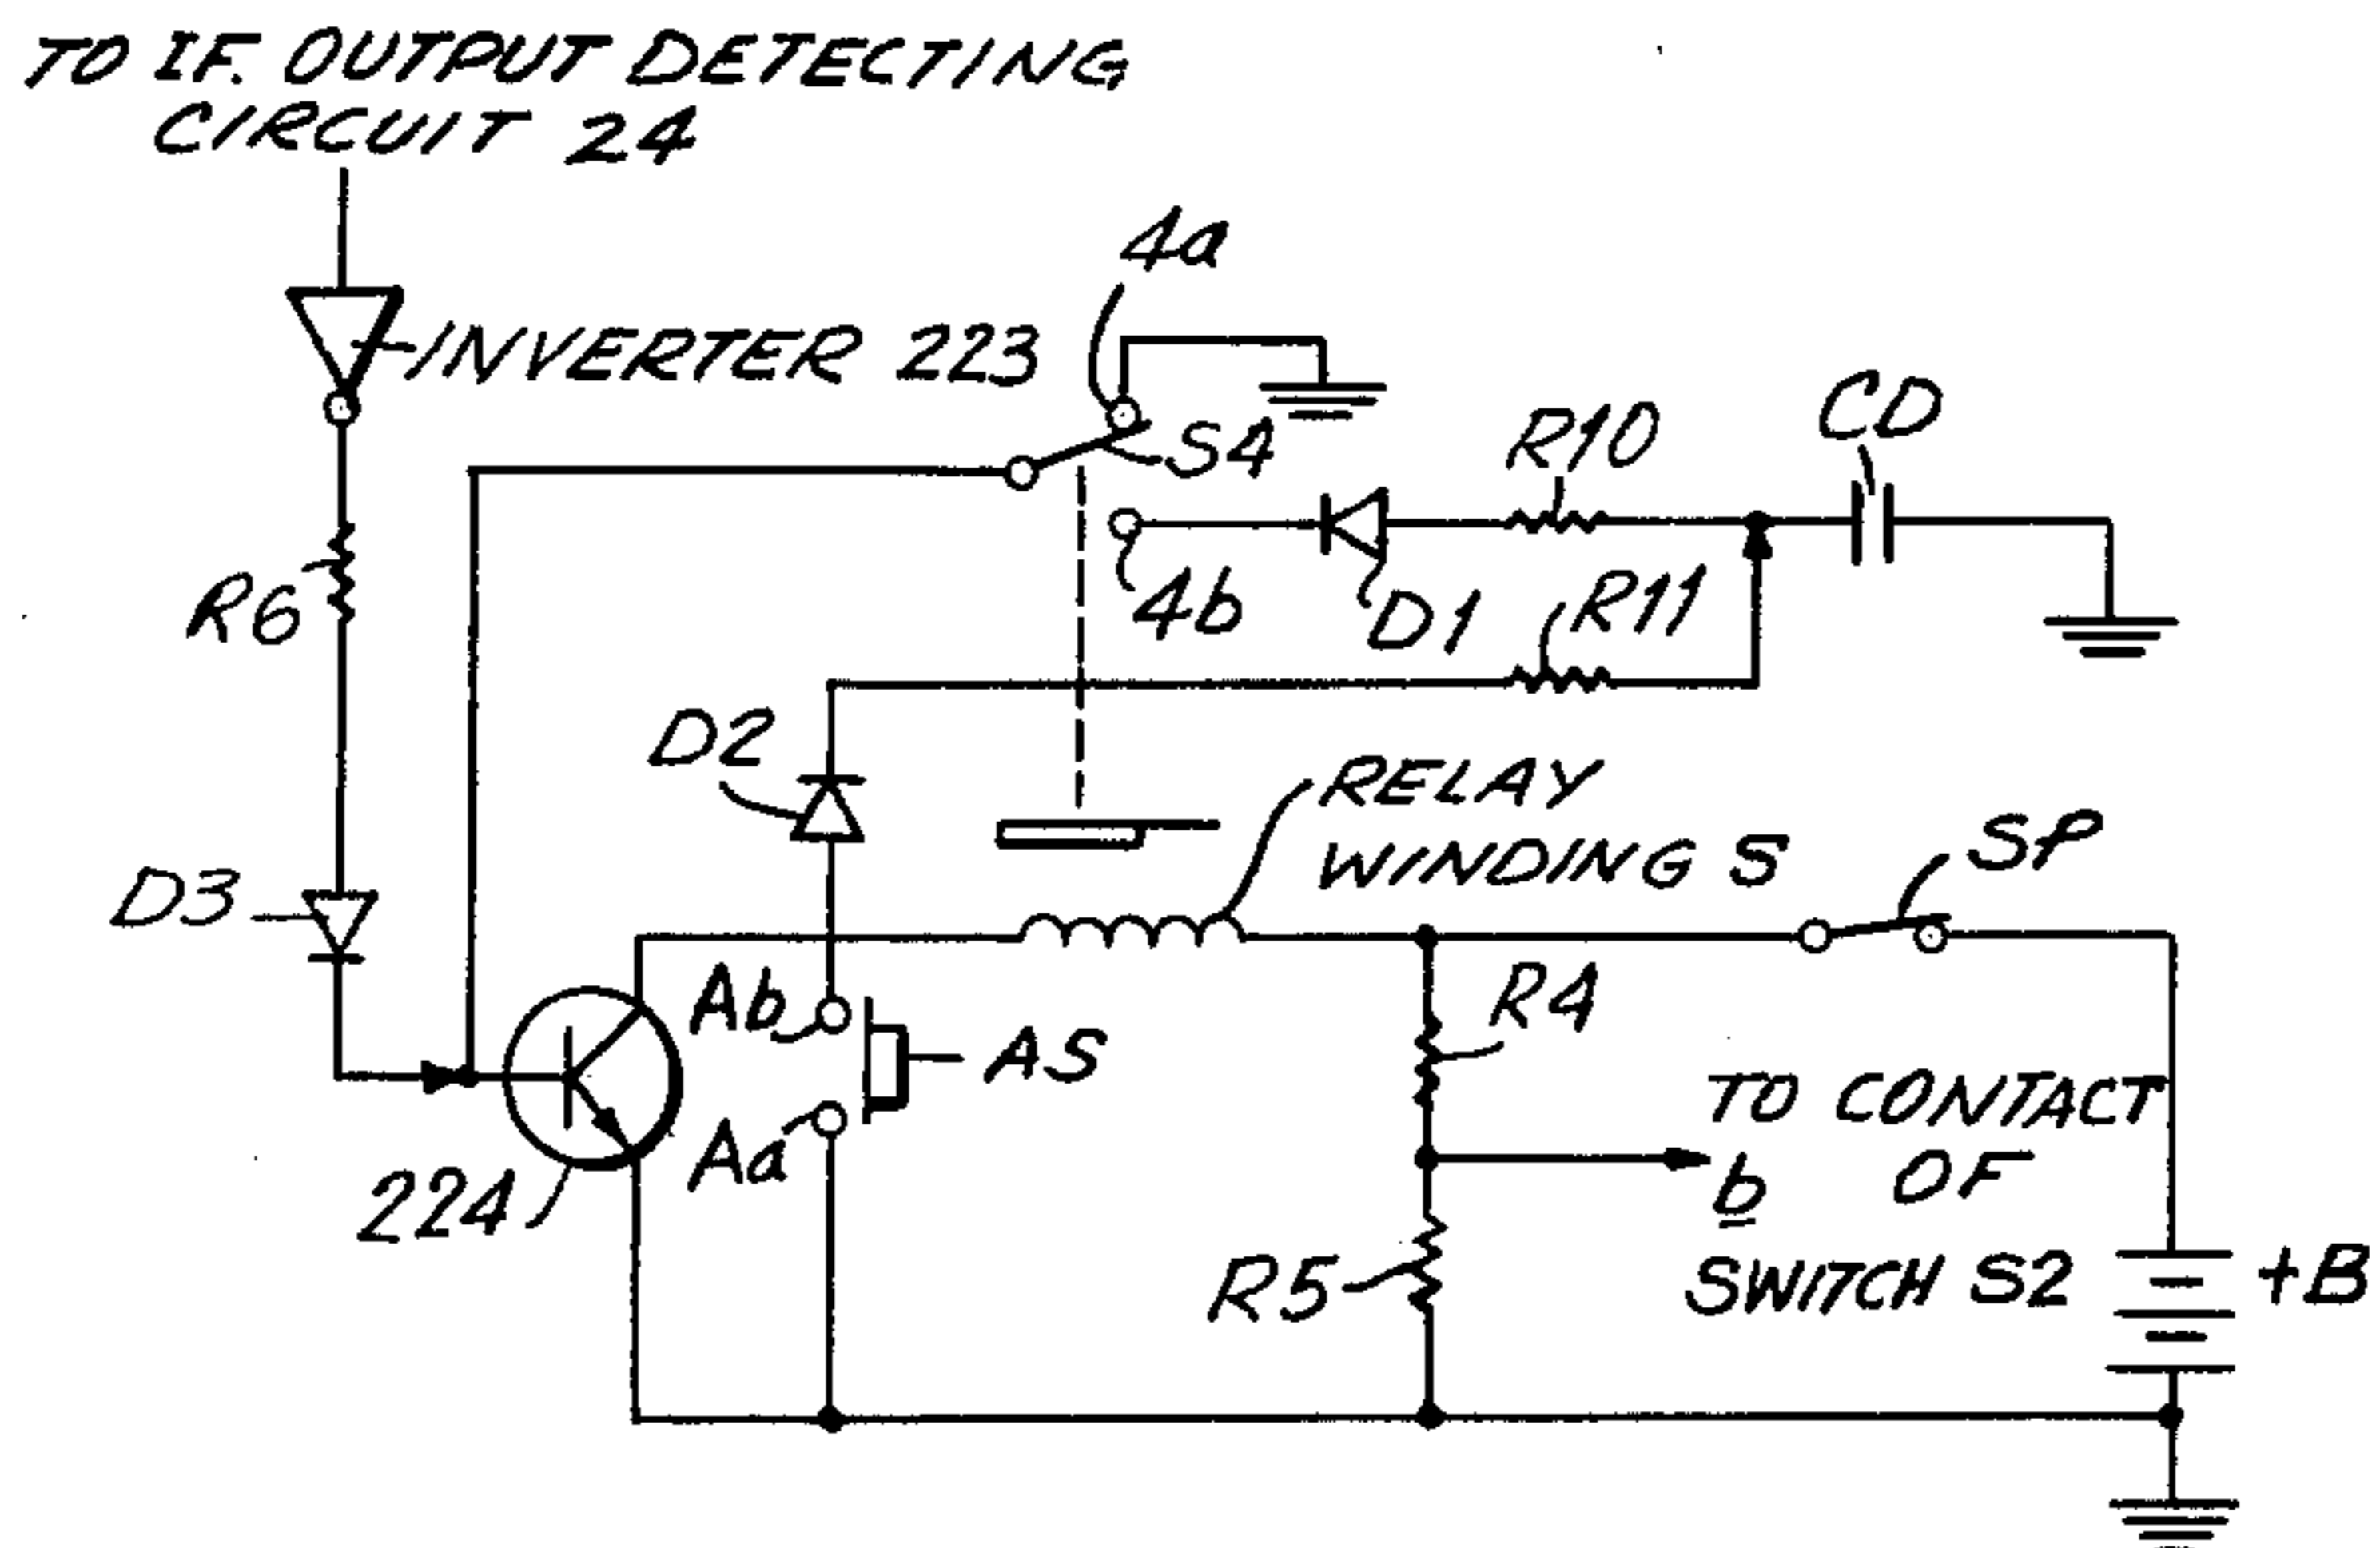 TO IF. OUTPUT DETECTING
CIRCUIT 24
4a
INVERTER 223
S4
R10
CD
R6
4b
D1
R11
D2
RELAY
WINDING S
SP
D3
Ab
AS
R4
Aa
TO CONTACT
b OF
SWITCH S2
224
R5
+B